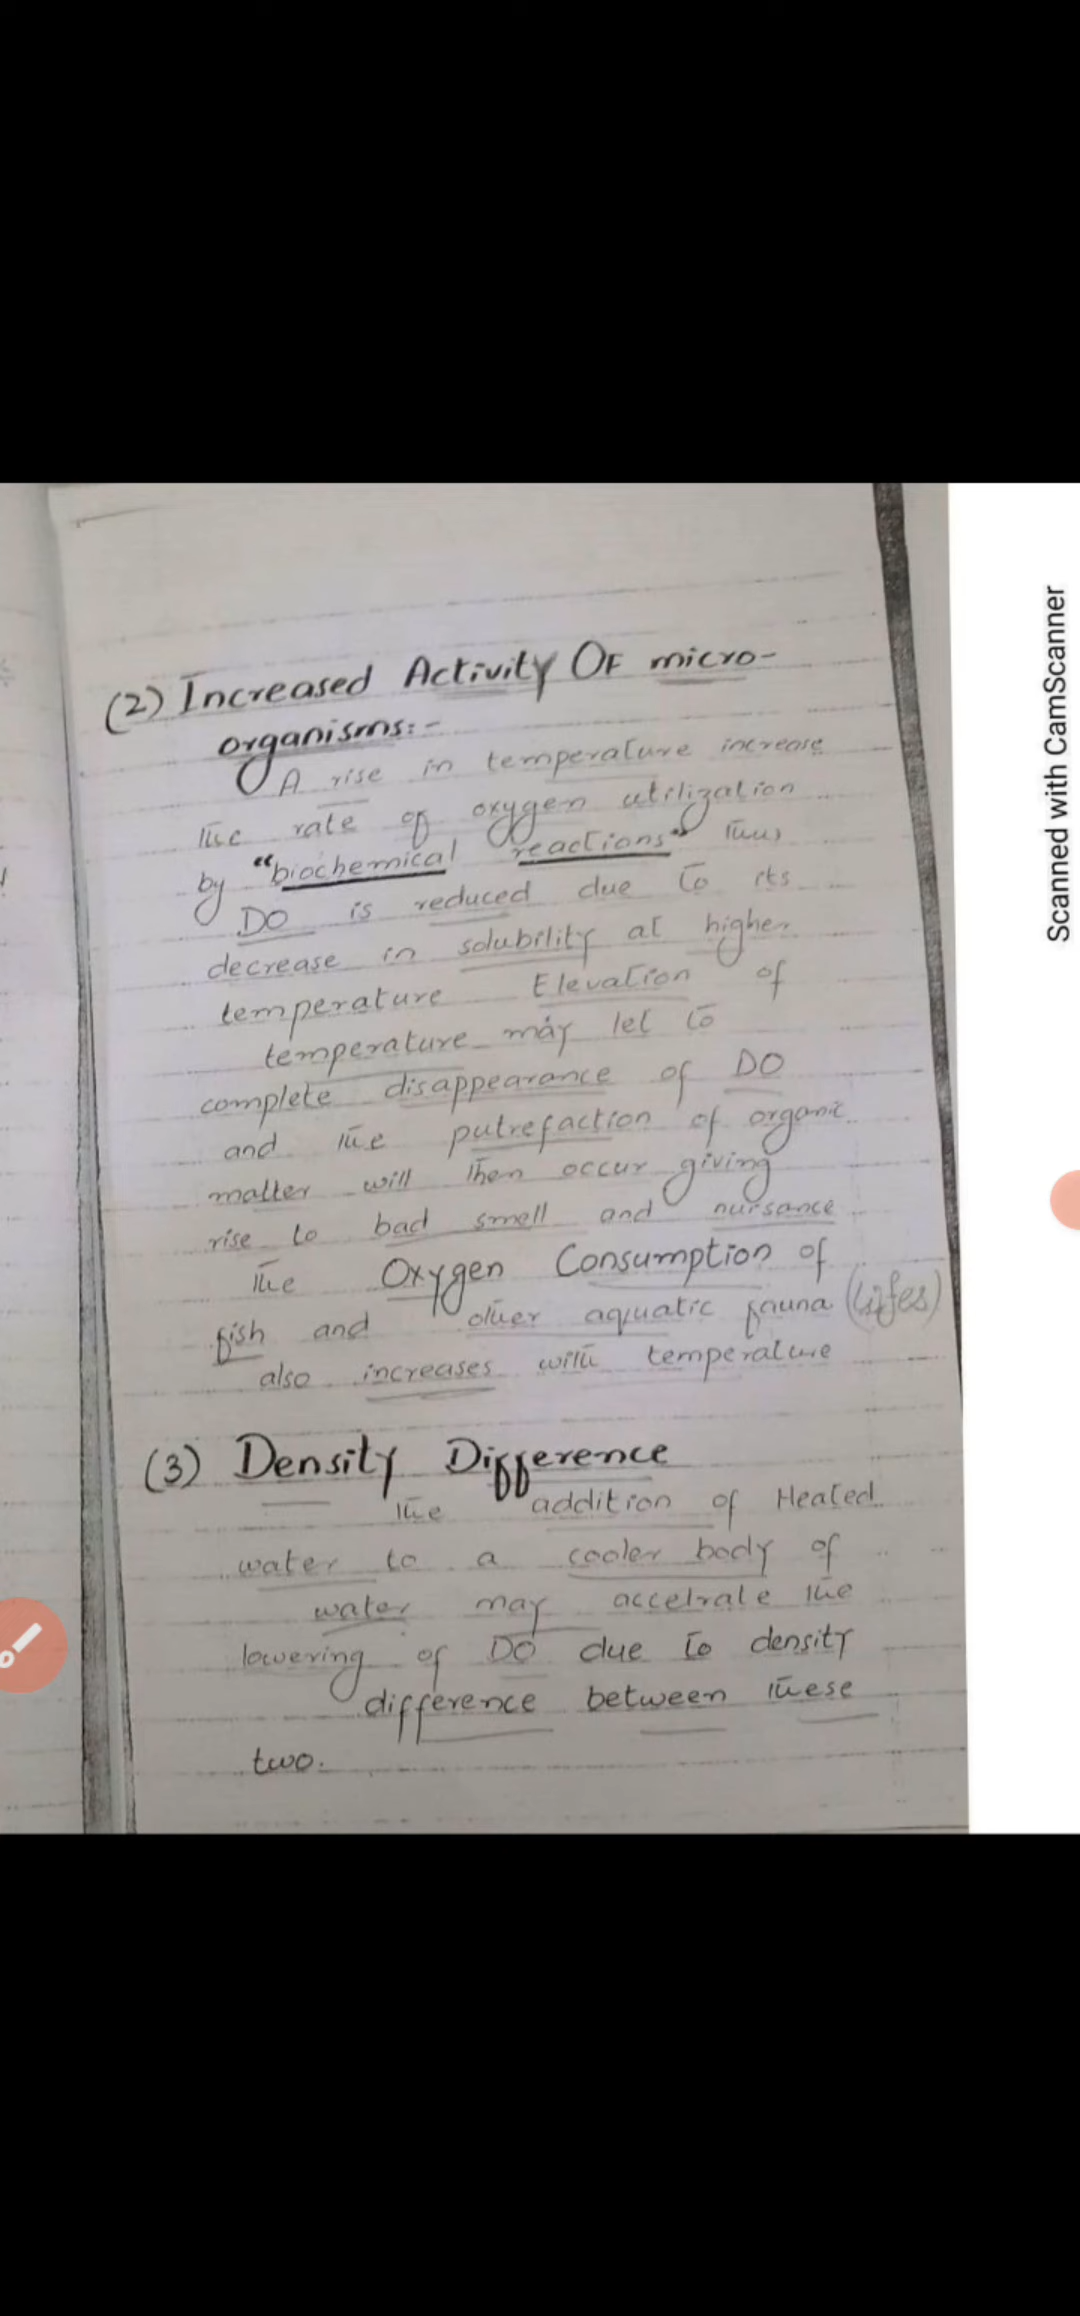 (2) Increased Activity OF micro-
organisms:-
A rise in temperature increase
the rate of oxygen utilization
by "biochemical reactions" thus
DO is reduced due to its
decrease in solubility at higher
temperature Elevation of
temperature may let to
complete disappearance of DO
and the putrefaction of organic
matter will then occur giving
rise to bad smell and nuisance
the Oxygen Consumption of
fish and other aquatic fauna (Lifes)
also increases with temperature
(3) Density Difference
the addition of Heated
water to a cooler body of
water may accelrate the
lowering of DO due to density
difference between these
two.
Scanned with CamScanner